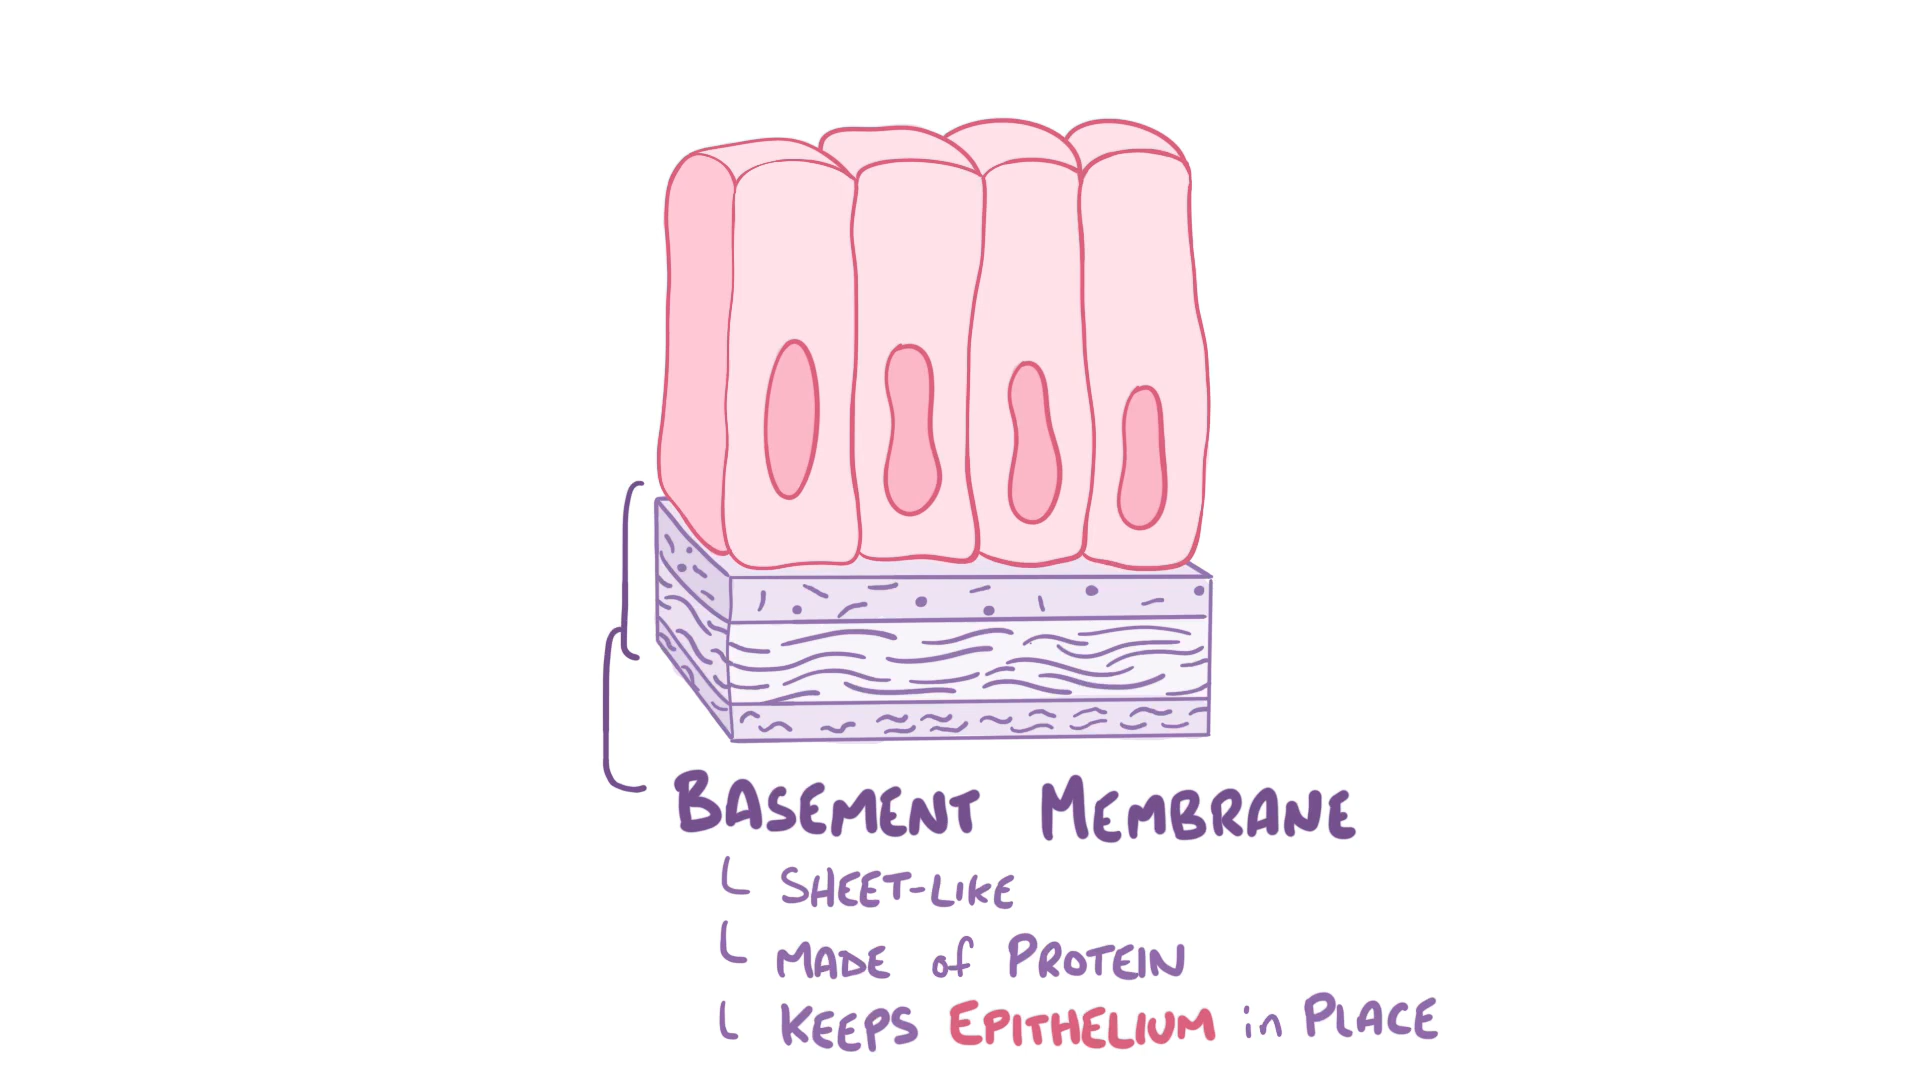 BASEMENT MEMBRANE
SHEET-LIKE
MADE of PROTEIN
KEEPS EPITHELIUM in PLACE